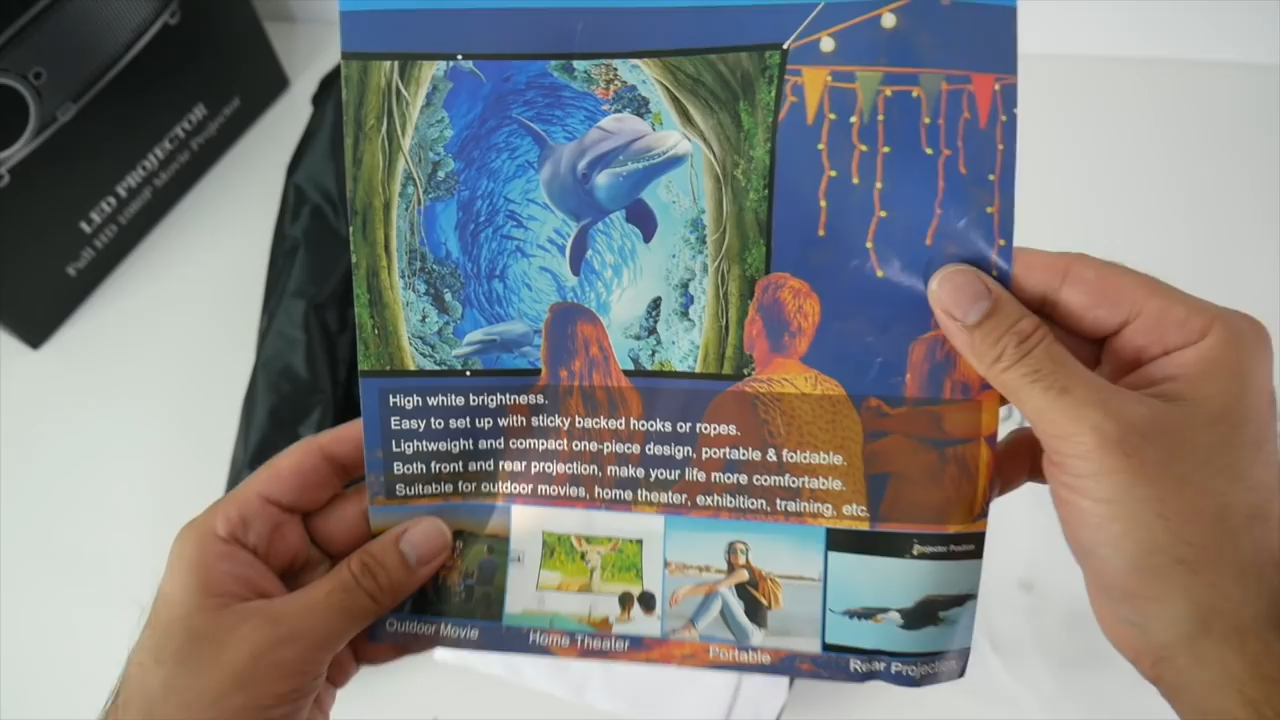 LED PROJECTOR
Full HD 1080P Movie Projector
High white brightness.
Easy to set up with sticky backed hooks or ropes.
Lightweight and compact one-piece design, portable & foldable.
Both front and rear projection, make your life more comfortable.
Suitable for outdoor movies, home theater, exhibition, training, etc.
Projector Position
Outdoor Movie
Home Theater
Portable
Rear Projection